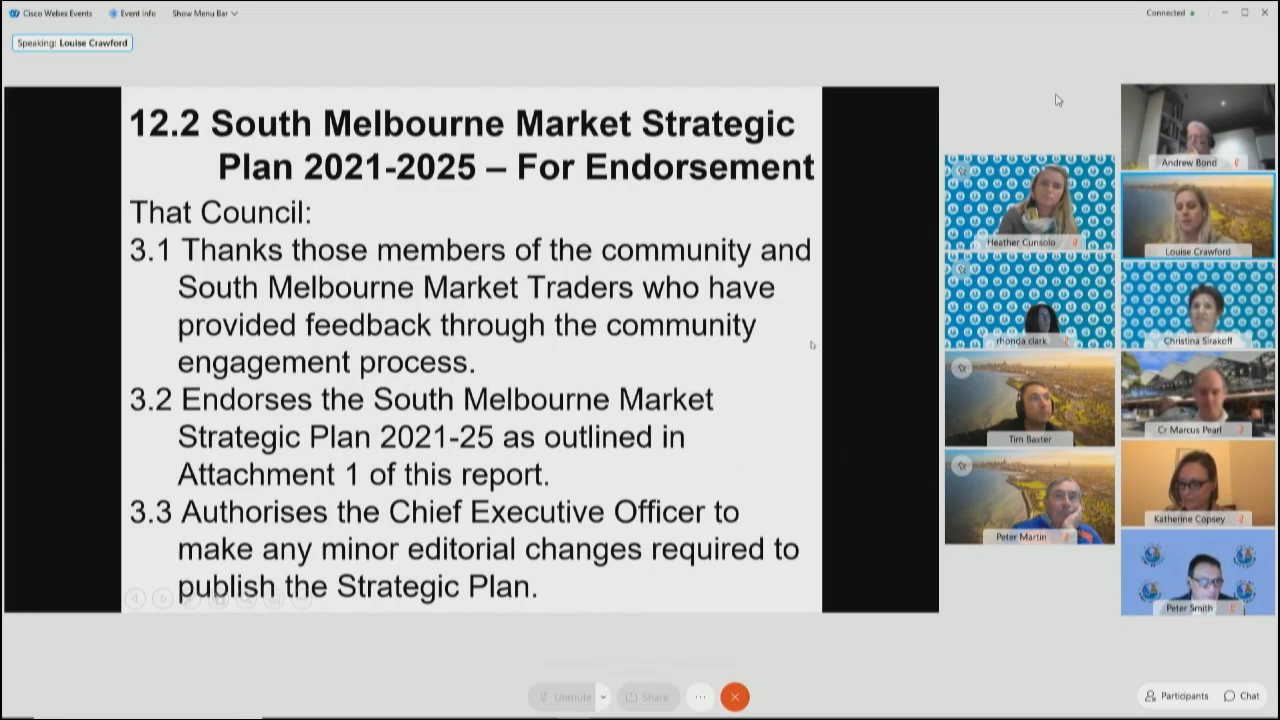 Cisco Webex Events
Event Info
Show Menu Bar
Connected
Speaking: Louise Crawford
12.2 South Melbourne Market Strategic
Plan 2021-2025 – For Endorsement
That Council:
3.1 Thanks those members of the community and
South Melbourne Market Traders who have
provided feedback through the community
engagement process.
3.2 Endorses the South Melbourne Market
Strategic Plan 2021-25 as outlined in
Attachment 1 of this report.
3.3 Authorises the Chief Executive Officer to
make any minor editorial changes required to
publish the Strategic Plan.
Andrew Bond
Heather Cunsolo
Louise Crawford
rhonda clark
Christina Sirakoff
Tim Baxter
Cr Marcus Pearl
Peter Martin
Katherine Copsey
Peter Smith
Unmute
Share
Participants
Chat